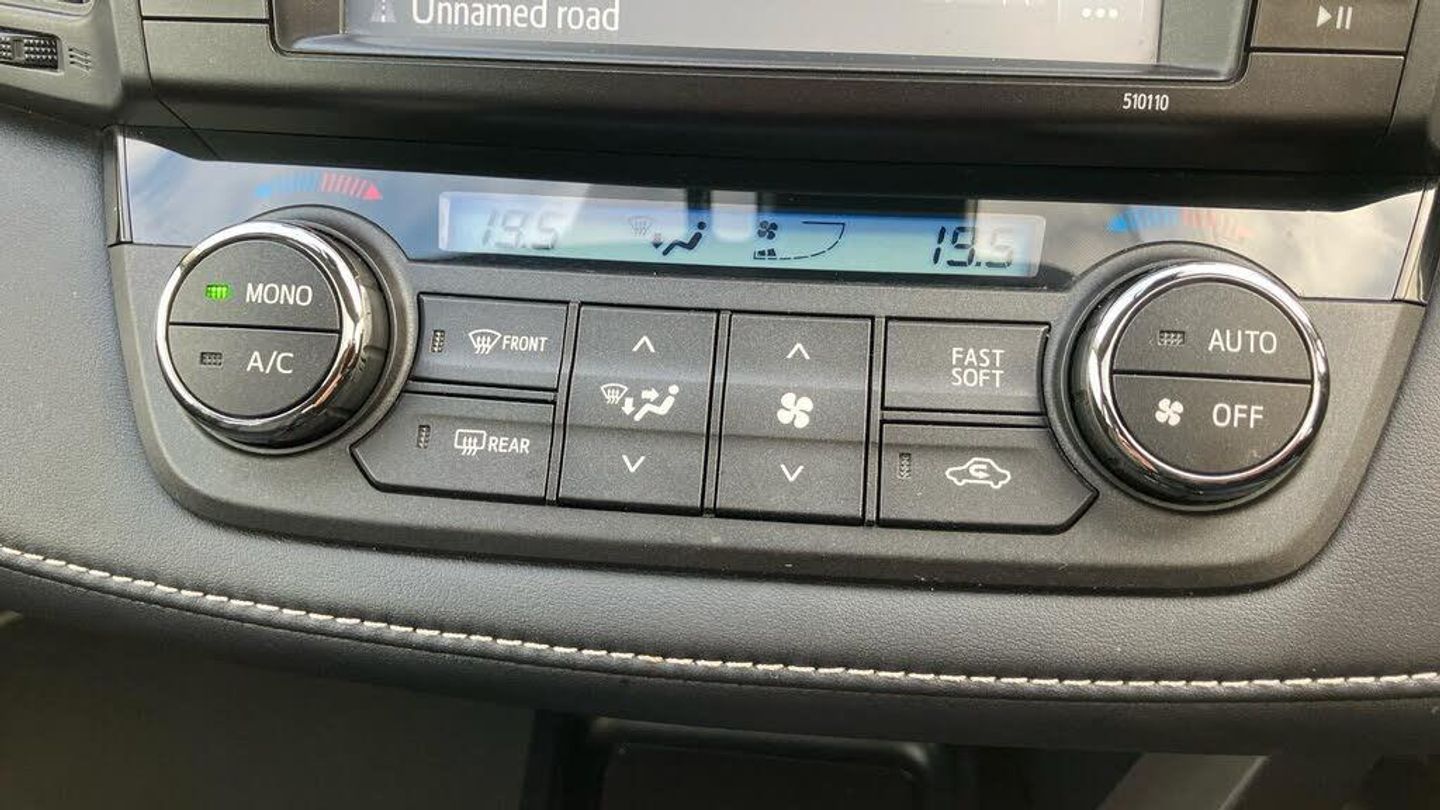 Unnamed road
510110
19.5
19.5
MONO
A/C
FRONT
REAR
FAST
SOFT
AUTO
OFF